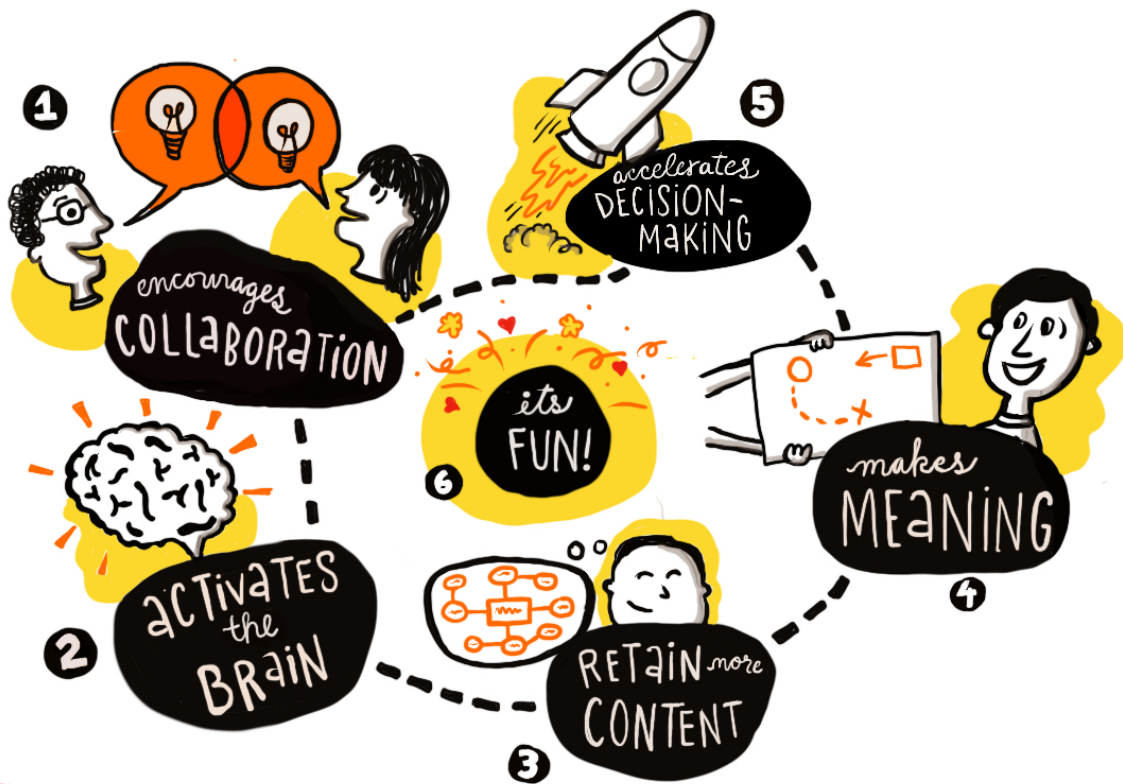 1
encourages
COLLABORATION
2
ACTIVATES
the
BRAIN
3
RETAIN more
CONTENT
4
makes
MEANING
5
accelerates
DECISION-
MAKING
6
its
FUN!